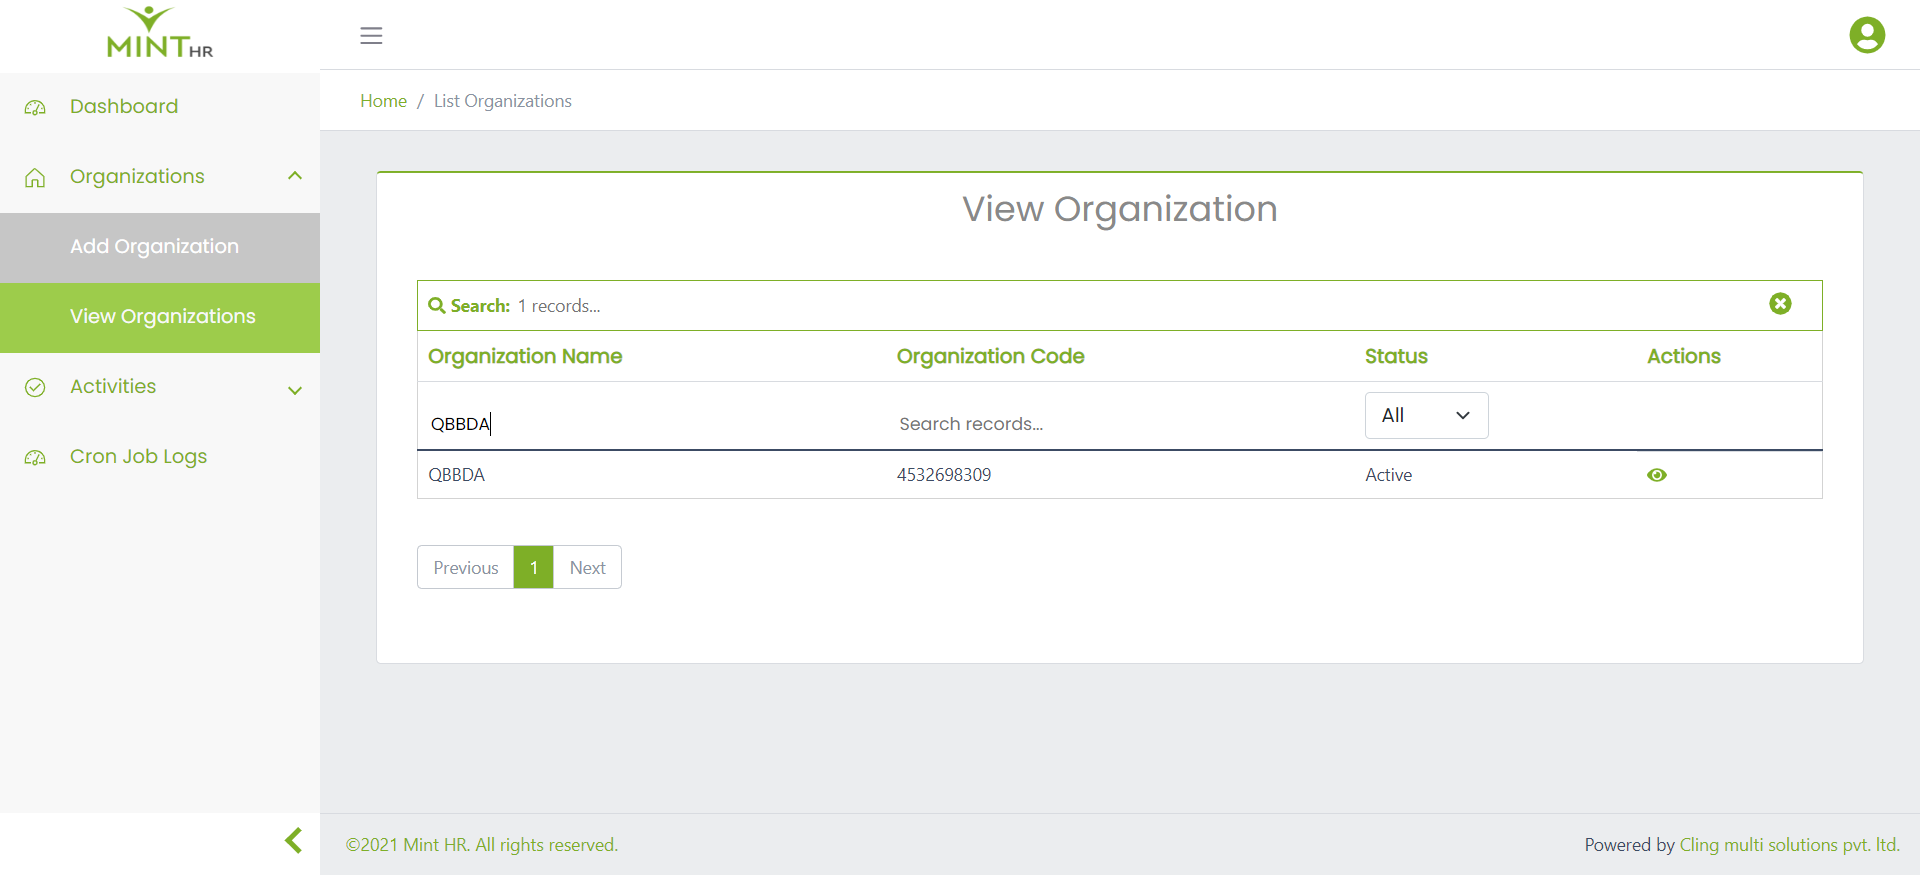 MINT HR
Dashboard
Organizations
Add Organization
View Organizations
Activities
Cron Job Logs
Home / List Organizations
View Organization
Search: 1 records...
Organization Name Organization Code Status Actions
QBBDA Search records... All
QBBDA 4532698309 Active
Previous 1 Next
©2021 Mint HR. All rights reserved. Powered by Cling multi solutions pvt. ltd.